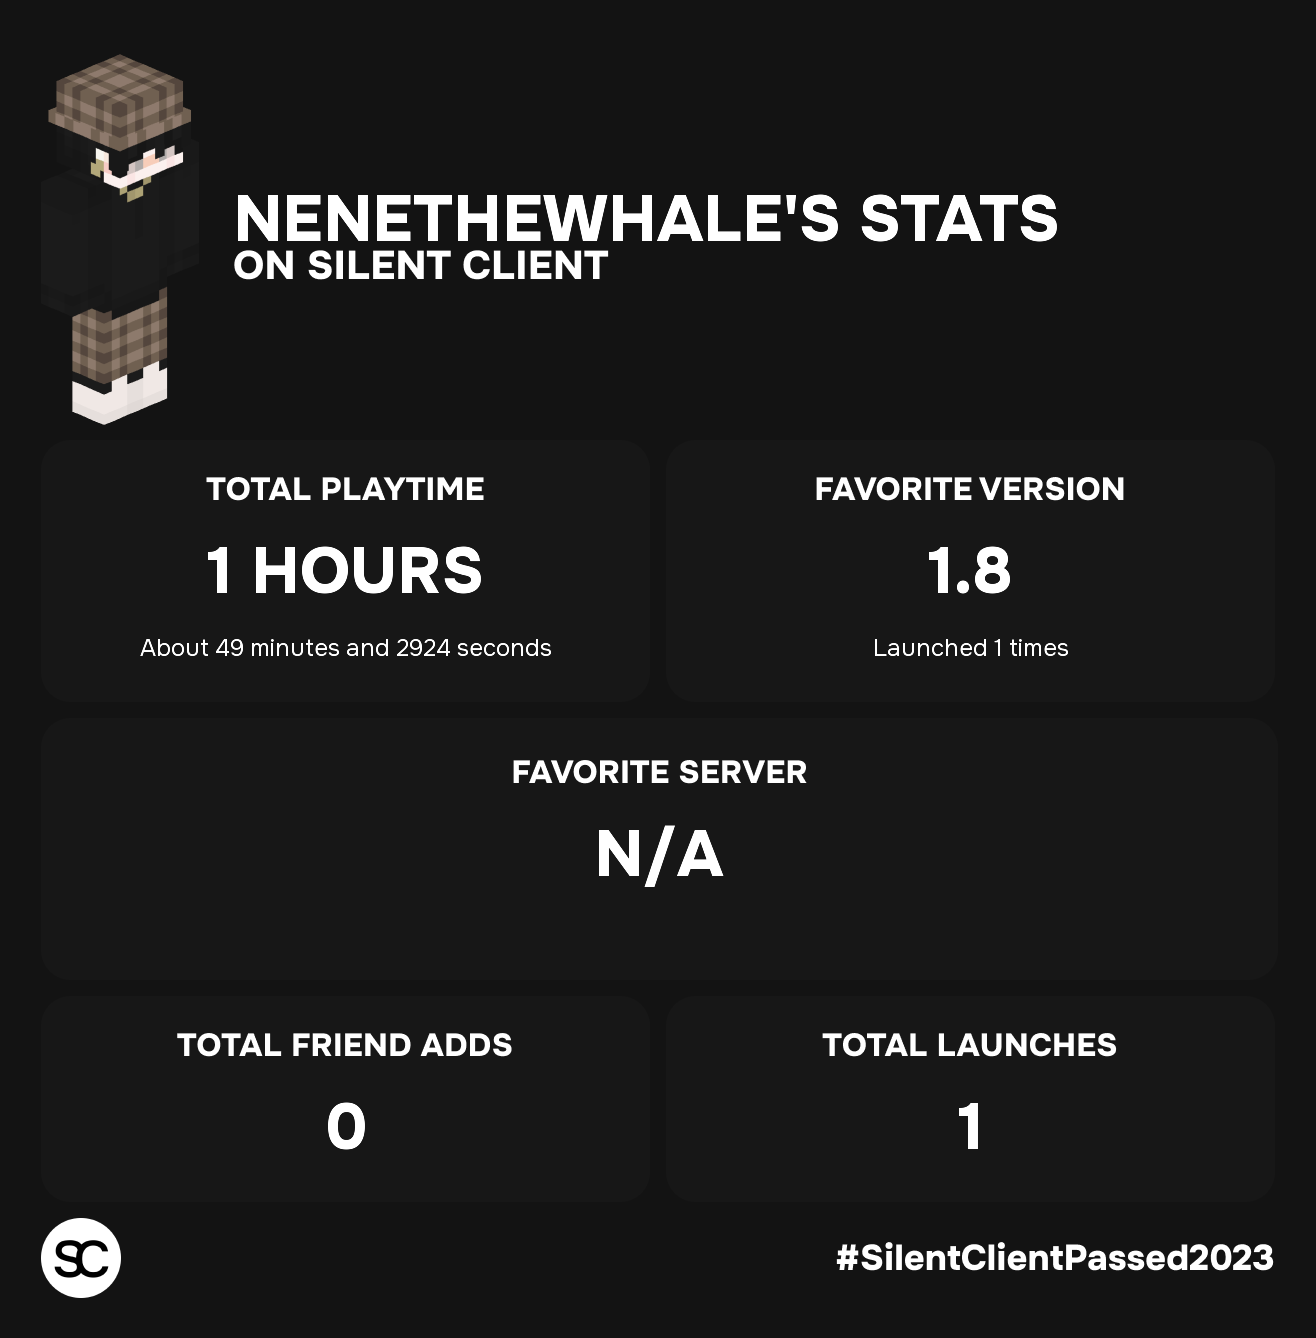 NENETHEWHALE'S STATS
ON SILENT CLIENT
TOTAL PLAYTIME
1 HOURS
About 49 minutes and 2924 seconds
FAVORITE VERSION
1.8
Launched 1 times
FAVORITE SERVER
N/A
TOTAL FRIEND ADDS
0
TOTAL LAUNCHES
1
SC
#SilentClientPassed2023